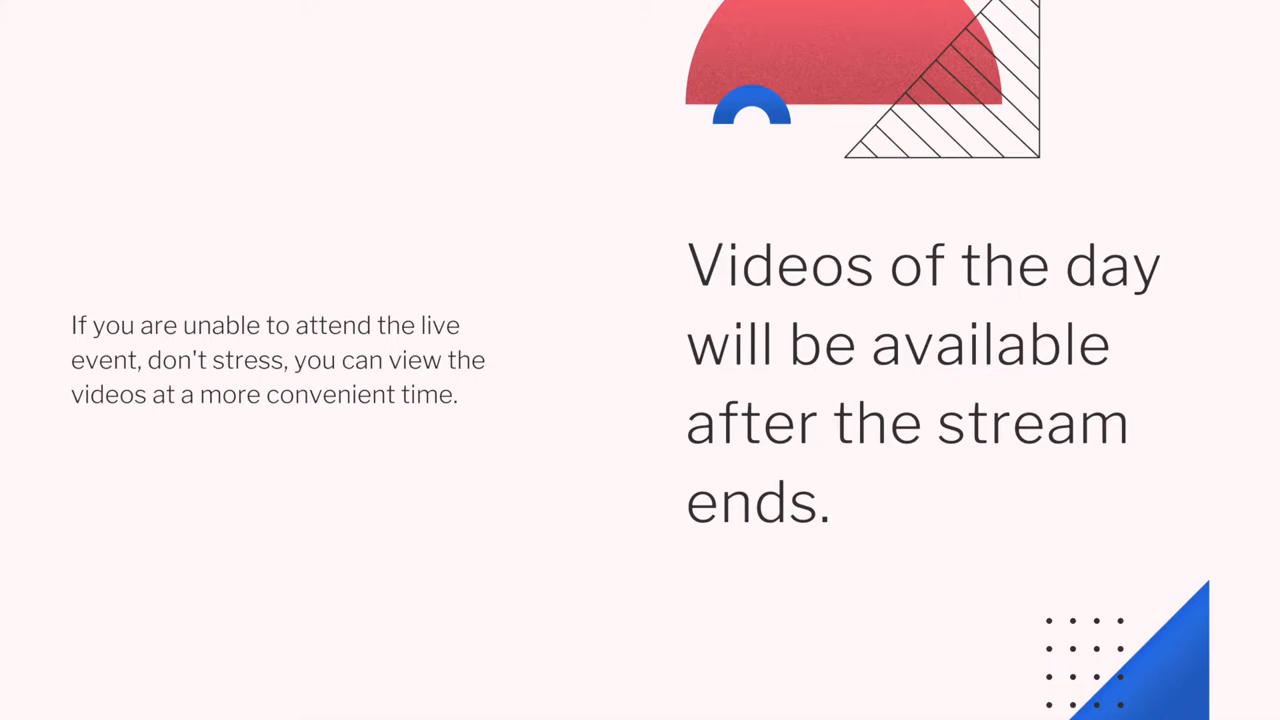 If you are unable to attend the live
event, don't stress, you can view the
videos at a more convenient time.
Videos of the day
will be available
after the stream
ends.